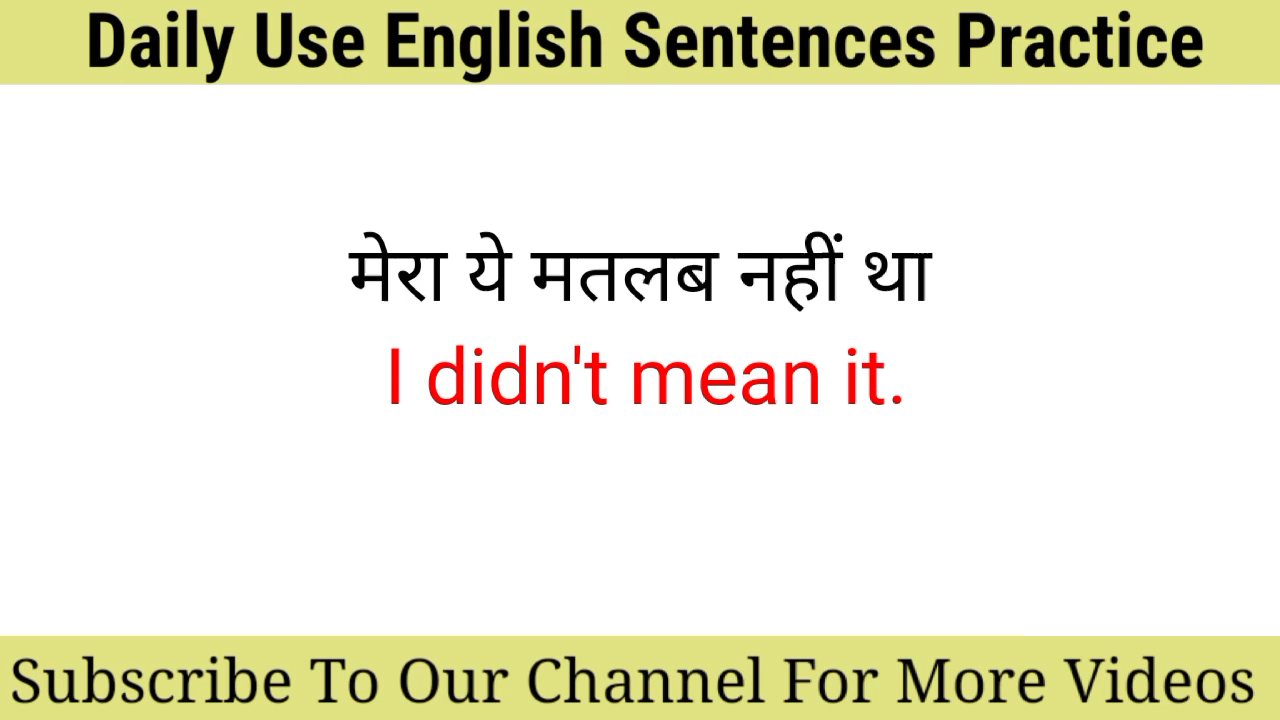 Daily Use English Sentences Practice
मेरा ये मतलब नहीं था
I didn't mean it.
Subscribe To Our Channel For More Videos